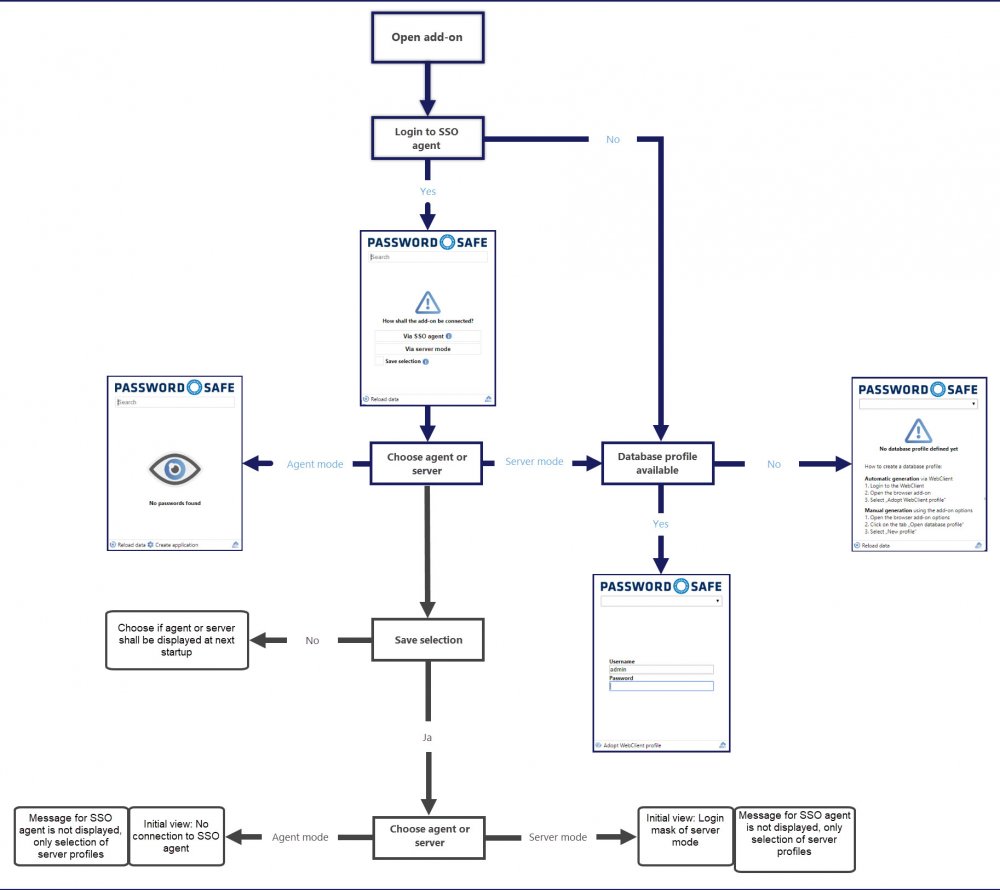 Open add-on
Login to SSO
agent
No
Yes
PASSWORD SAFE
Search
How shall the add-on be connected?
Via SSO agent
Via server mode
Save selection
Reload data
PASSWORD SAFE
Search
No passwords found
Reload data Create application
Agent mode
Choose agent or
server
Server mode
Database profile
available
No
PASSWORD SAFE
No database profile defined yet
How to create a database profile:
Automatic generation via WebClient
1. Login to the WebClient
2. Open the browser add-on
3. Select „Adopt WebClient profile"
Manual generation using the add-on options
1. Open the browser add-on options
2. Click on the tab „Open database profile"
3. Select „New profile"
Reload data
Yes
PASSWORD SAFE
Username
admin
Password
Adopt WebClient profile
Choose if agent or server
shall be displayed at next
startup
No
Save selection
Ja
Message for SSO
agent is not displayed,
only selection of
server profiles
Initial view: No
connection to SSO
agent
Agent mode
Choose agent or
server
Server mode
Initial view: Login
mask of server
mode
Message for SSO agent
is not displayed, only
selection of server
profiles